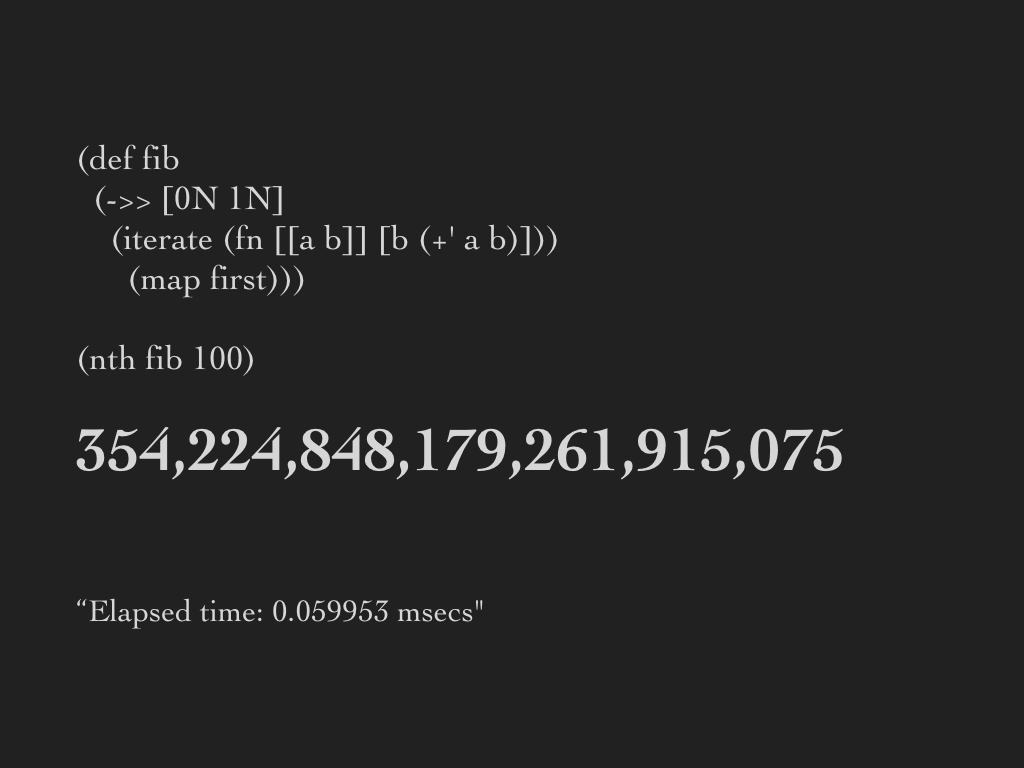 (def fib
(->> [0N 1N]
(iterate (fn [[a b]] [b (+' a b)]))
(map first)))
(nth fib 100)
354,224,848,179,261,915,075
“Elapsed time: 0.059953 msecs"